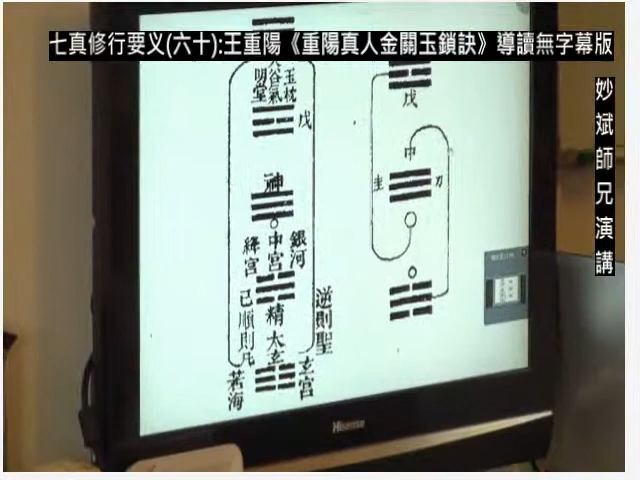 七真修行要义(六十):王重陽《重陽真人金關玉鎖訣》導讀無字幕版
妙斌師兄演講
玉枕
谷氣
明堂
戊
神
銀河
中宮
絳宮
己
順則凡
精
太玄
逆則聖
玄宮
苦海
戊
中
圭
刀
Hisense